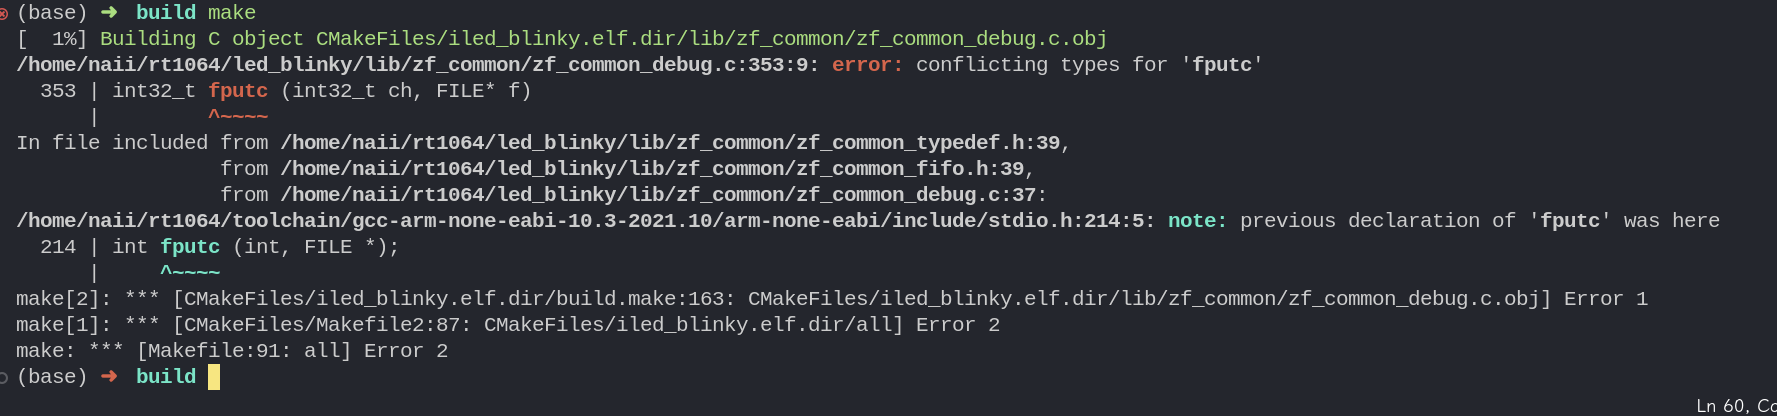 (base) ➜ build make
[  1%] Building C object CMakeFiles/iled_blinky.elf.dir/lib/zf_common/zf_common_debug.c.obj
/home/naii/rt1064/led_blinky/lib/zf_common/zf_common_debug.c:353:9: error: conflicting types for 'fputc'
  353 | int32_t fputc (int32_t ch, FILE* f)
      |         ^~~~~
In file included from /home/naii/rt1064/led_blinky/lib/zf_common/zf_common_typedef.h:39,
                 from /home/naii/rt1064/led_blinky/lib/zf_common/zf_common_fifo.h:39,
                 from /home/naii/rt1064/led_blinky/lib/zf_common/zf_common_debug.c:37:
/home/naii/rt1064/toolchain/gcc-arm-none-eabi-10.3-2021.10/arm-none-eabi/include/stdio.h:214:5: note: previous declaration of 'fputc' was here
  214 | int fputc (int, FILE *);
      |     ^~~~~
make[2]: *** [CMakeFiles/iled_blinky.elf.dir/build.make:163: CMakeFiles/iled_blinky.elf.dir/lib/zf_common/zf_common_debug.c.obj] Error 1
make[1]: *** [CMakeFiles/Makefile2:87: CMakeFiles/iled_blinky.elf.dir/all] Error 2
make: *** [Makefile:91: all] Error 2
(base) ➜ build
Ln 60,